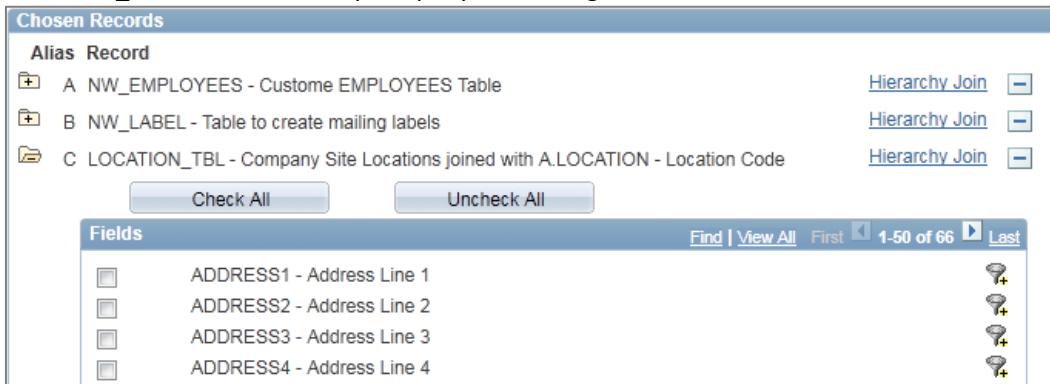 Chosen Records
Alias Record
A NW_EMPLOYEES - Custome EMPLOYEES Table Hierarchy Join
B NW_LABEL - Table to create mailing labels Hierarchy Join
C LOCATION_TBL - Company Site Locations joined with A.LOCATION - Location Code Hierarchy Join
Check All Uncheck All
Fields Find | View All First 1-50 of 66 Last
ADDRESS1 - Address Line 1
ADDRESS2 - Address Line 2
ADDRESS3 - Address Line 3
ADDRESS4 - Address Line 4